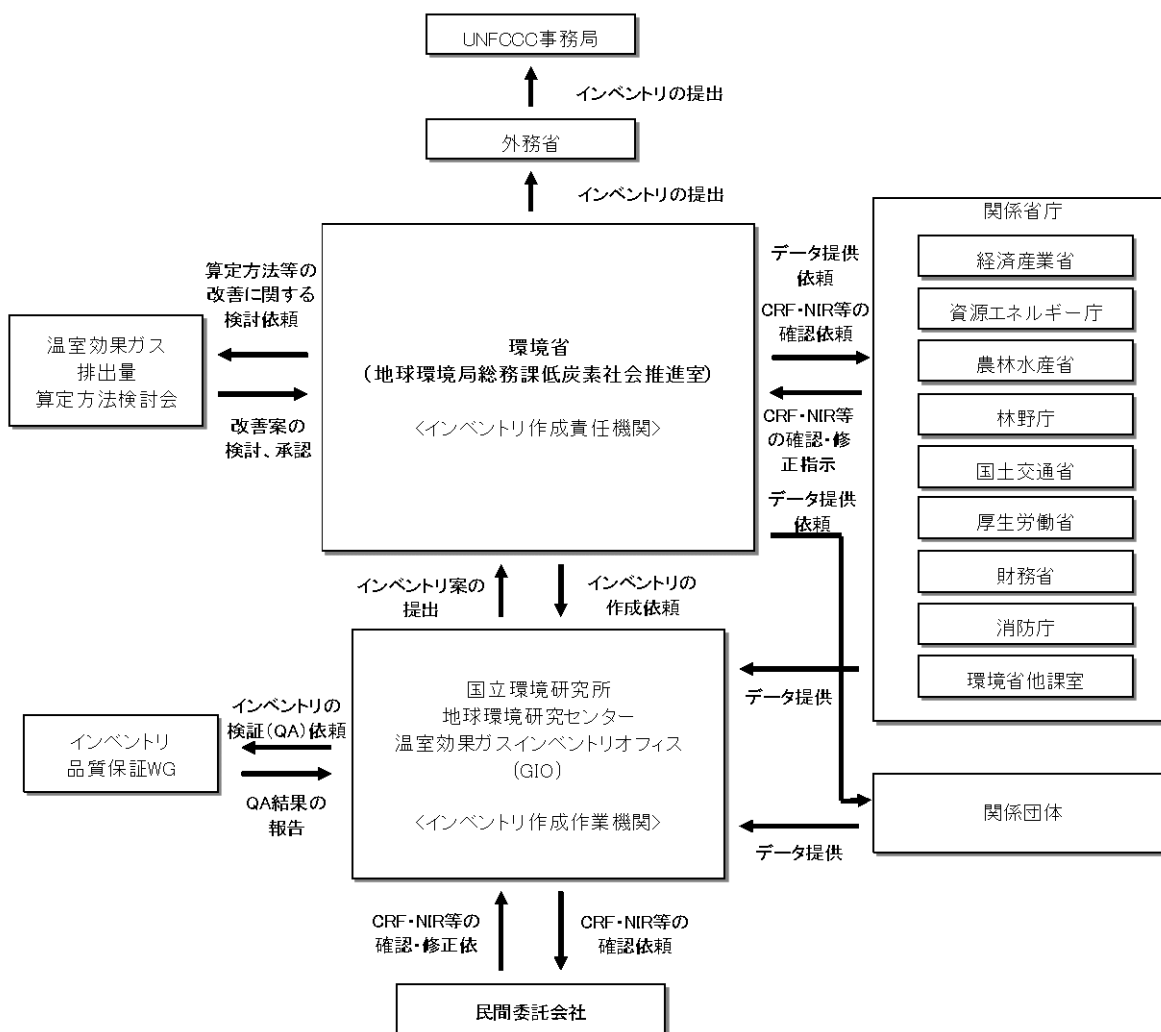 UNFCCC事務局
インベントリの提出
外務省
インベントリの提出
関係省庁
経済産業省
資源エネルギー庁
農林水産省
林野庁
国土交通省
厚生労働省
財務省
消防庁
環境省他課室
算定方法等の
改善に関する
検討依頼
温室効果ガス
排出量
算定方法検討会
改善案の
検討、承認
環境省
(地球環境局総務課低炭素社会推進室)
<インベントリ作成責任機関>
データ提供
依頼
CRF・NIR等の
確認依頼
CRF・NIR等
の確認・修
正指示
データ提供
依頼
インベントリ案の
提出
インベントリの
作成依頼
国立環境研究所
地球環境研究センター
温室効果ガスインベントリオフィス
(GIO)
<インベントリ作成作業機関>
データ提供
インベントリの
検証(QA)依頼
インベントリ
品質保証WG
QA結果の
報告
関係団体
データ提供
CRF・NIR等の
確認・修正依
CRF・NIR等の
確認依頼
民間委託会社